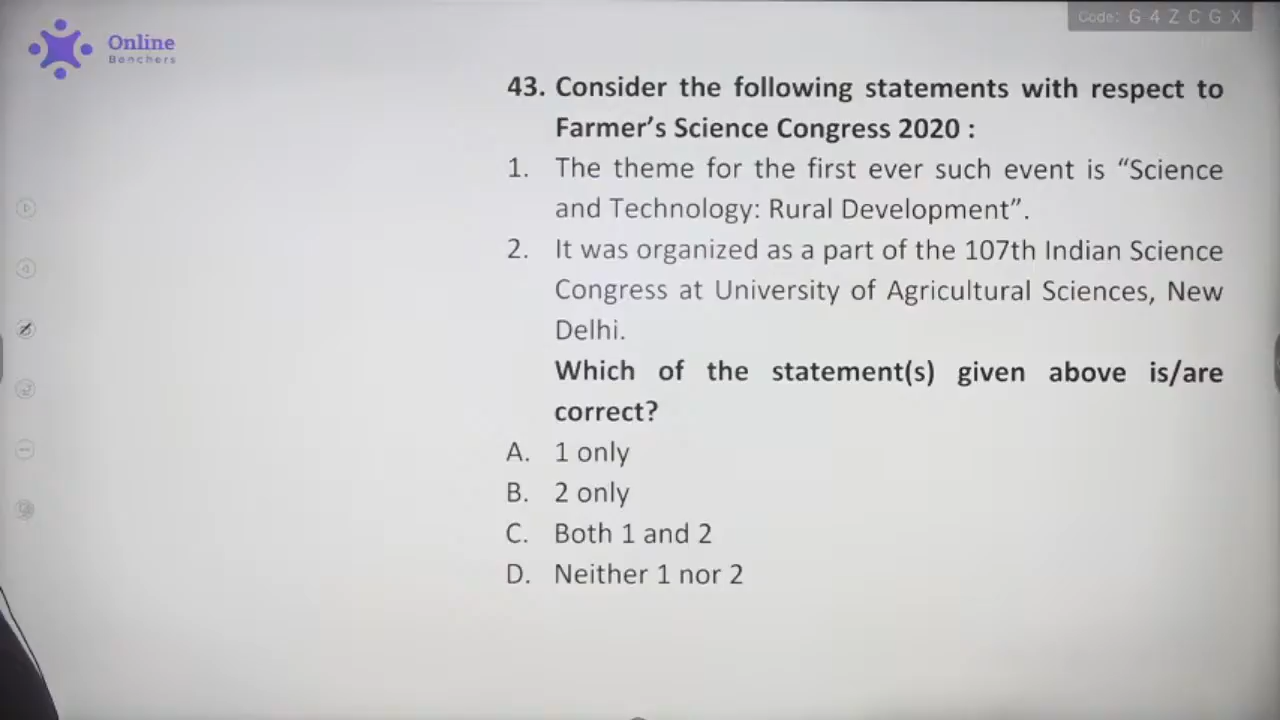 Code: G 4 Z C G X
Online
Benchers
43. Consider the following statements with respect to
Farmer’s Science Congress 2020 :
1. The theme for the first ever such event is “Science
and Technology: Rural Development”.
2. It was organized as a part of the 107th Indian Science
Congress at University of Agricultural Sciences, New
Delhi.
Which of the statement(s) given above is/are
correct?
A. 1 only
B. 2 only
C. Both 1 and 2
D. Neither 1 nor 2